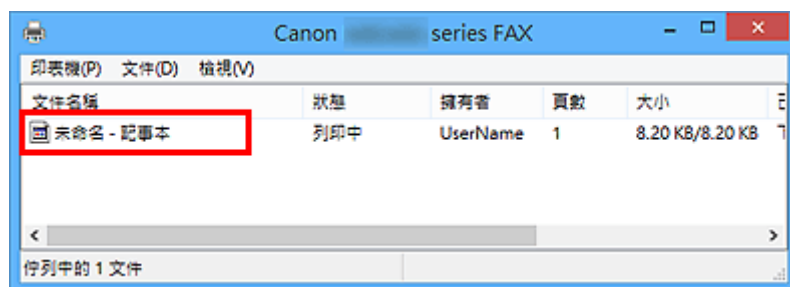 Canon series FAX
印表機(P) 文件(D) 檢視(V)
文件名稱 狀態 擁有者 頁數 大小
未命名 - 記事本 列印中 UserName 1 8.20 KB/8.20 KB
佇列中的 1 文件